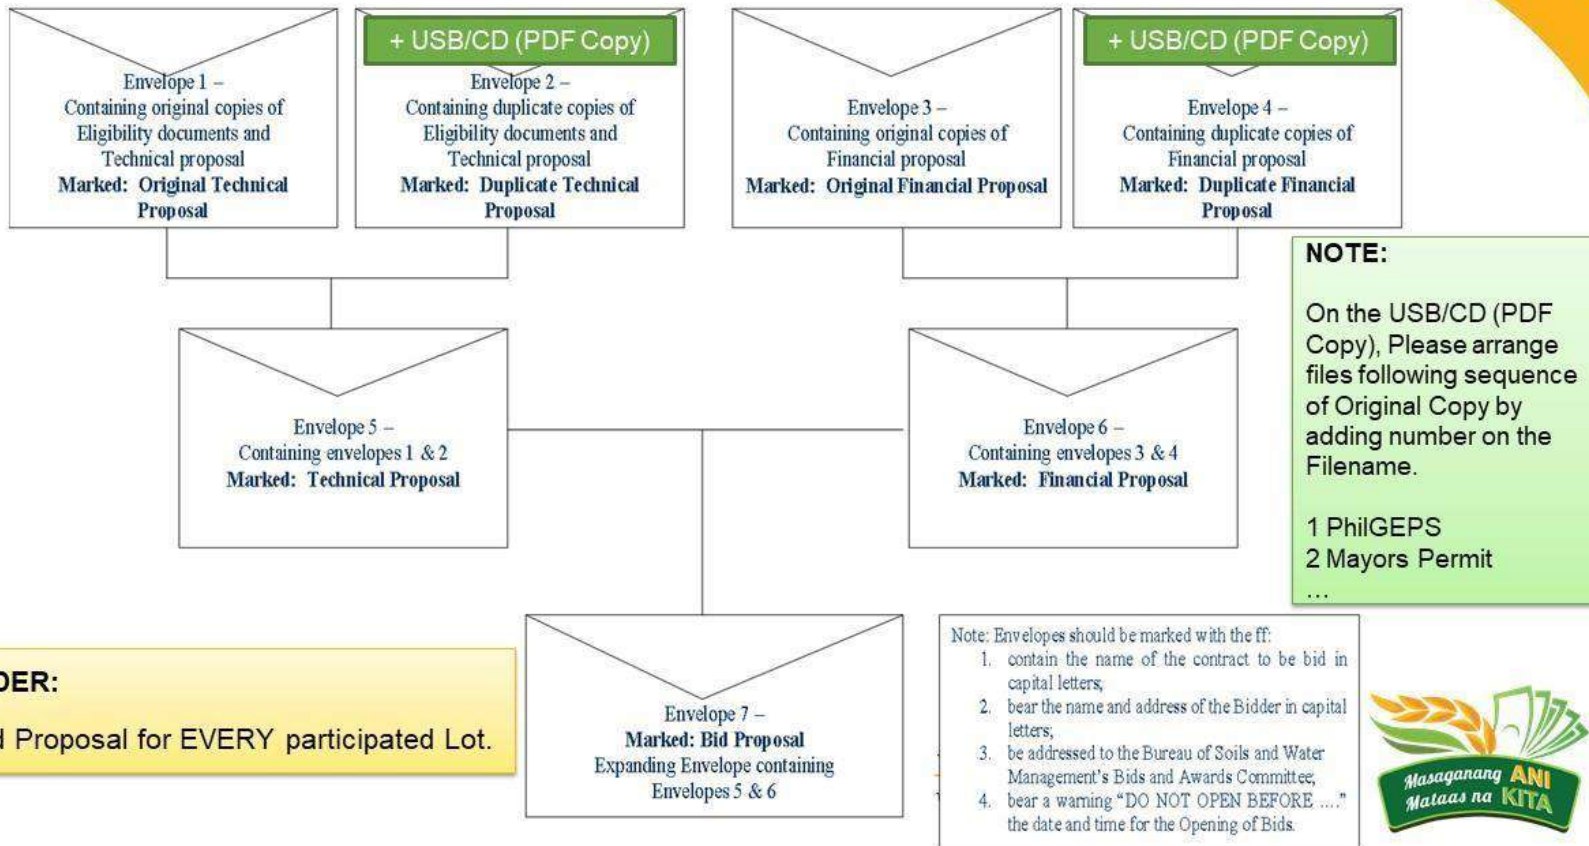 + USB/CD (PDF Copy)
+ USB/CD (PDF Copy)
Envelope 1 –
Containing original copies of
Eligibility documents and
Technical proposal
Marked: Original Technical
Proposal
Envelope 2 –
Containing duplicate copies of
Eligibility documents and
Technical proposal
Marked: Duplicate Technical
Proposal
Envelope 3 –
Containing original copies of
Financial proposal
Marked: Original Financial Proposal
Envelope 4 –
Containing duplicate copies of
Financial proposal
Marked: Duplicate Financial
Proposal
NOTE:
On the USB/CD (PDF
Copy), Please arrange
files following sequence
of Original Copy by
adding number on the
Filename.
1 PhilGEPS
2 Mayors Permit
...
Envelope 5 –
Containing envelopes 1 & 2
Marked: Technical Proposal
Envelope 6 –
Containing envelopes 3 & 4
Marked: Financial Proposal
DER:
Proposal for EVERY participated Lot.
Envelope 7 –
Marked: Bid Proposal
Expanding Envelope containing
Envelopes 5 & 6
Note: Envelopes should be marked with the ff:
1. contain the name of the contract to be bid in
capital letters;
2. bear the name and address of the Bidder in capital
letters;
3. be addressed to the Bureau of Soils and Water
Management's Bids and Awards Committee;
4. bear a warning "DO NOT OPEN BEFORE ...."
the date and time for the Opening of Bids.
Masaganang ANI
Mataas na KITA